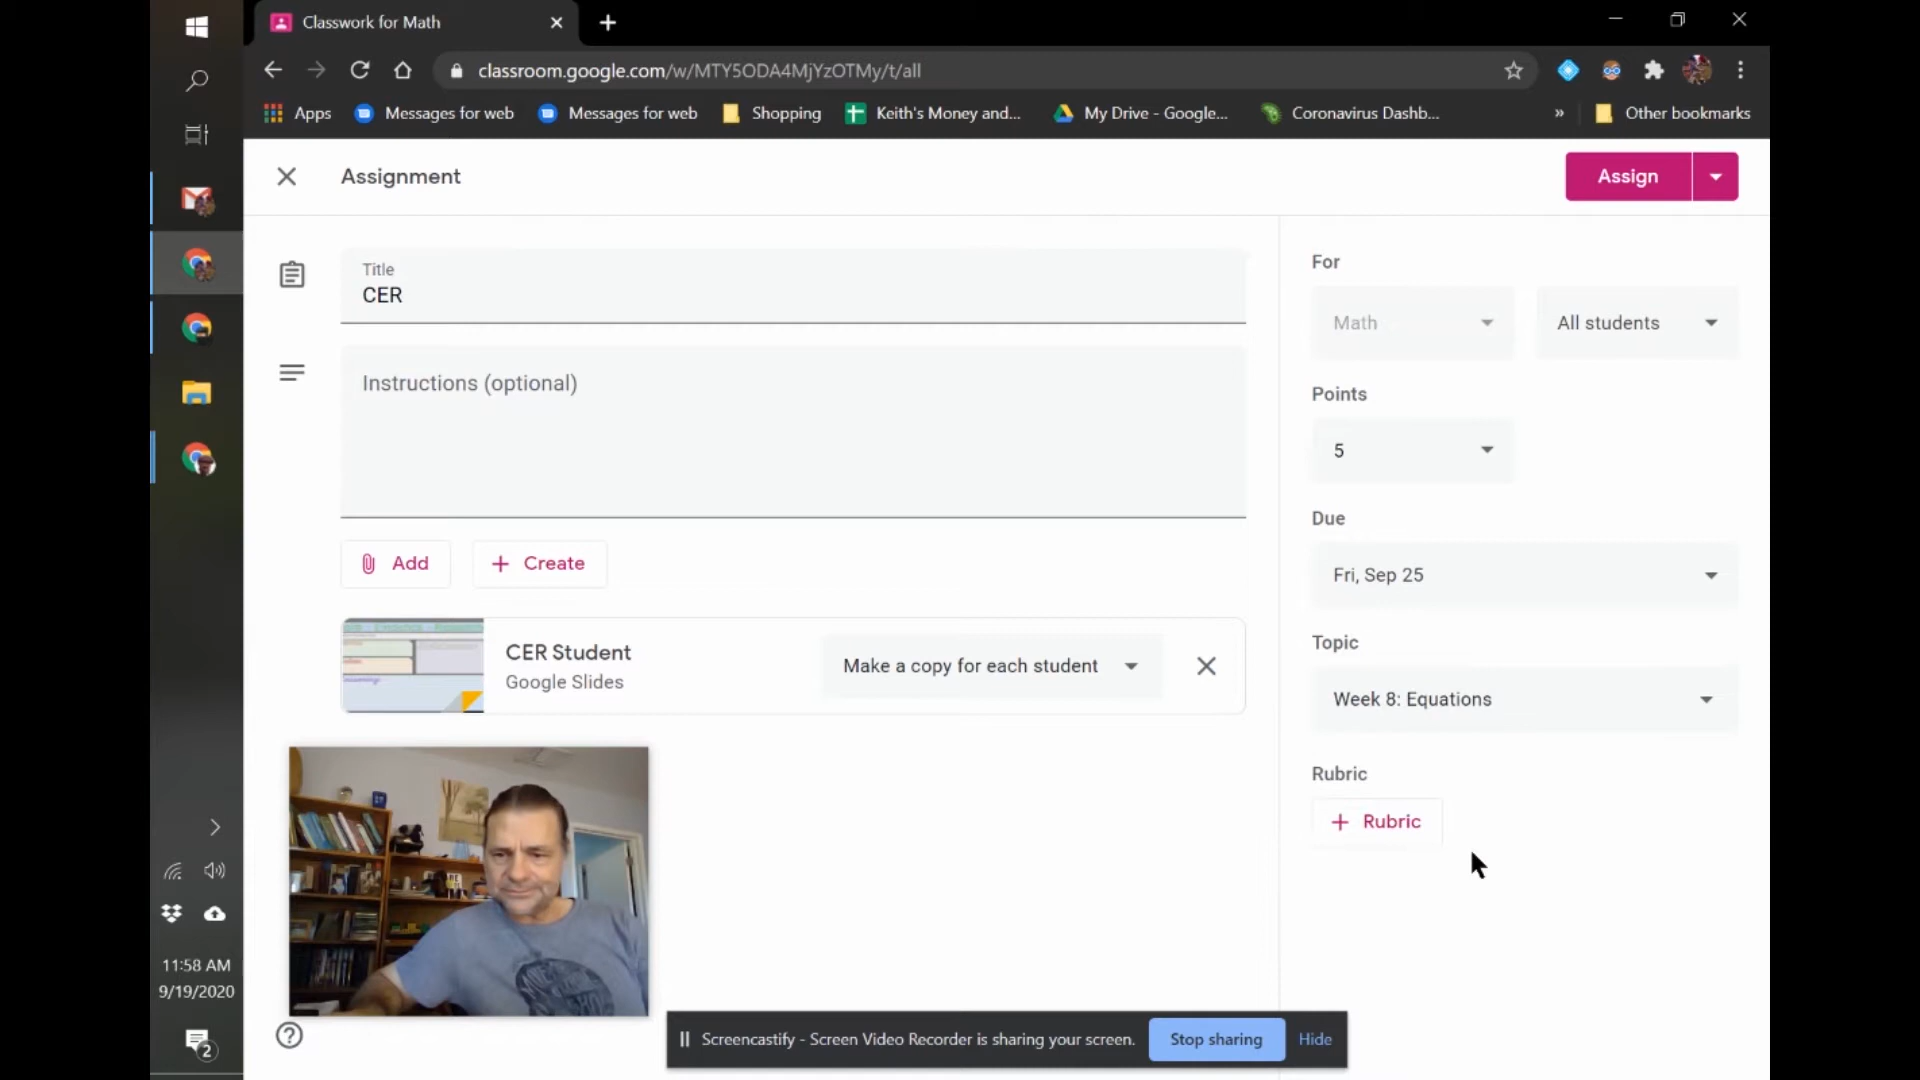 Classwork for Math
classroom.google.com/w/MTY5ODA4MjYzOTMy/t/all
Apps
Messages for web
Messages for web
Shopping
Keith's Money and...
My Drive - Google...
Coronavirus Dashb...
»
Other bookmarks
Assignment
Assign
Title
CER
Instructions (optional)
Add
Create
CER Student
Google Slides
Make a copy for each student
For
Math
All students
Points
5
Due
Fri, Sep 25
Topic
Week 8: Equations
Rubric
Rubric
11:58 AM
9/19/2020
2
Screencastify - Screen Video Recorder is sharing your screen.
Stop sharing
Hide